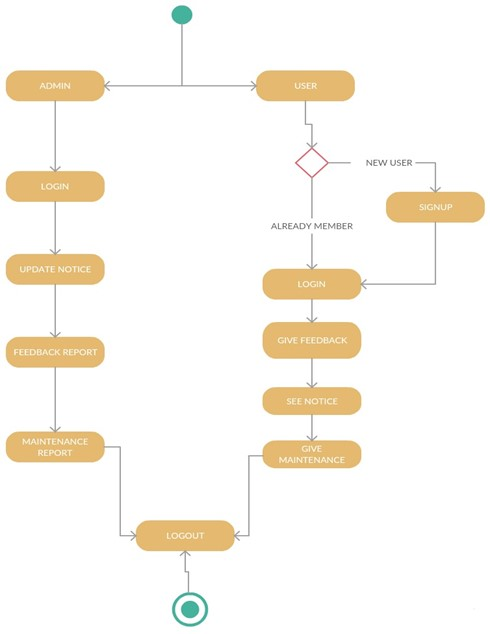 ADMIN
USER
LOGIN
NEW USER
SIGNUP
ALREADY MEMBER
UPDATE NOTICE
LOGIN
GIVE FEEDBACK
FEEDBACK REPORT
SEE NOTICE
MAINTENANCE
REPORT
GIVE
MAINTENANCE
LOGOUT